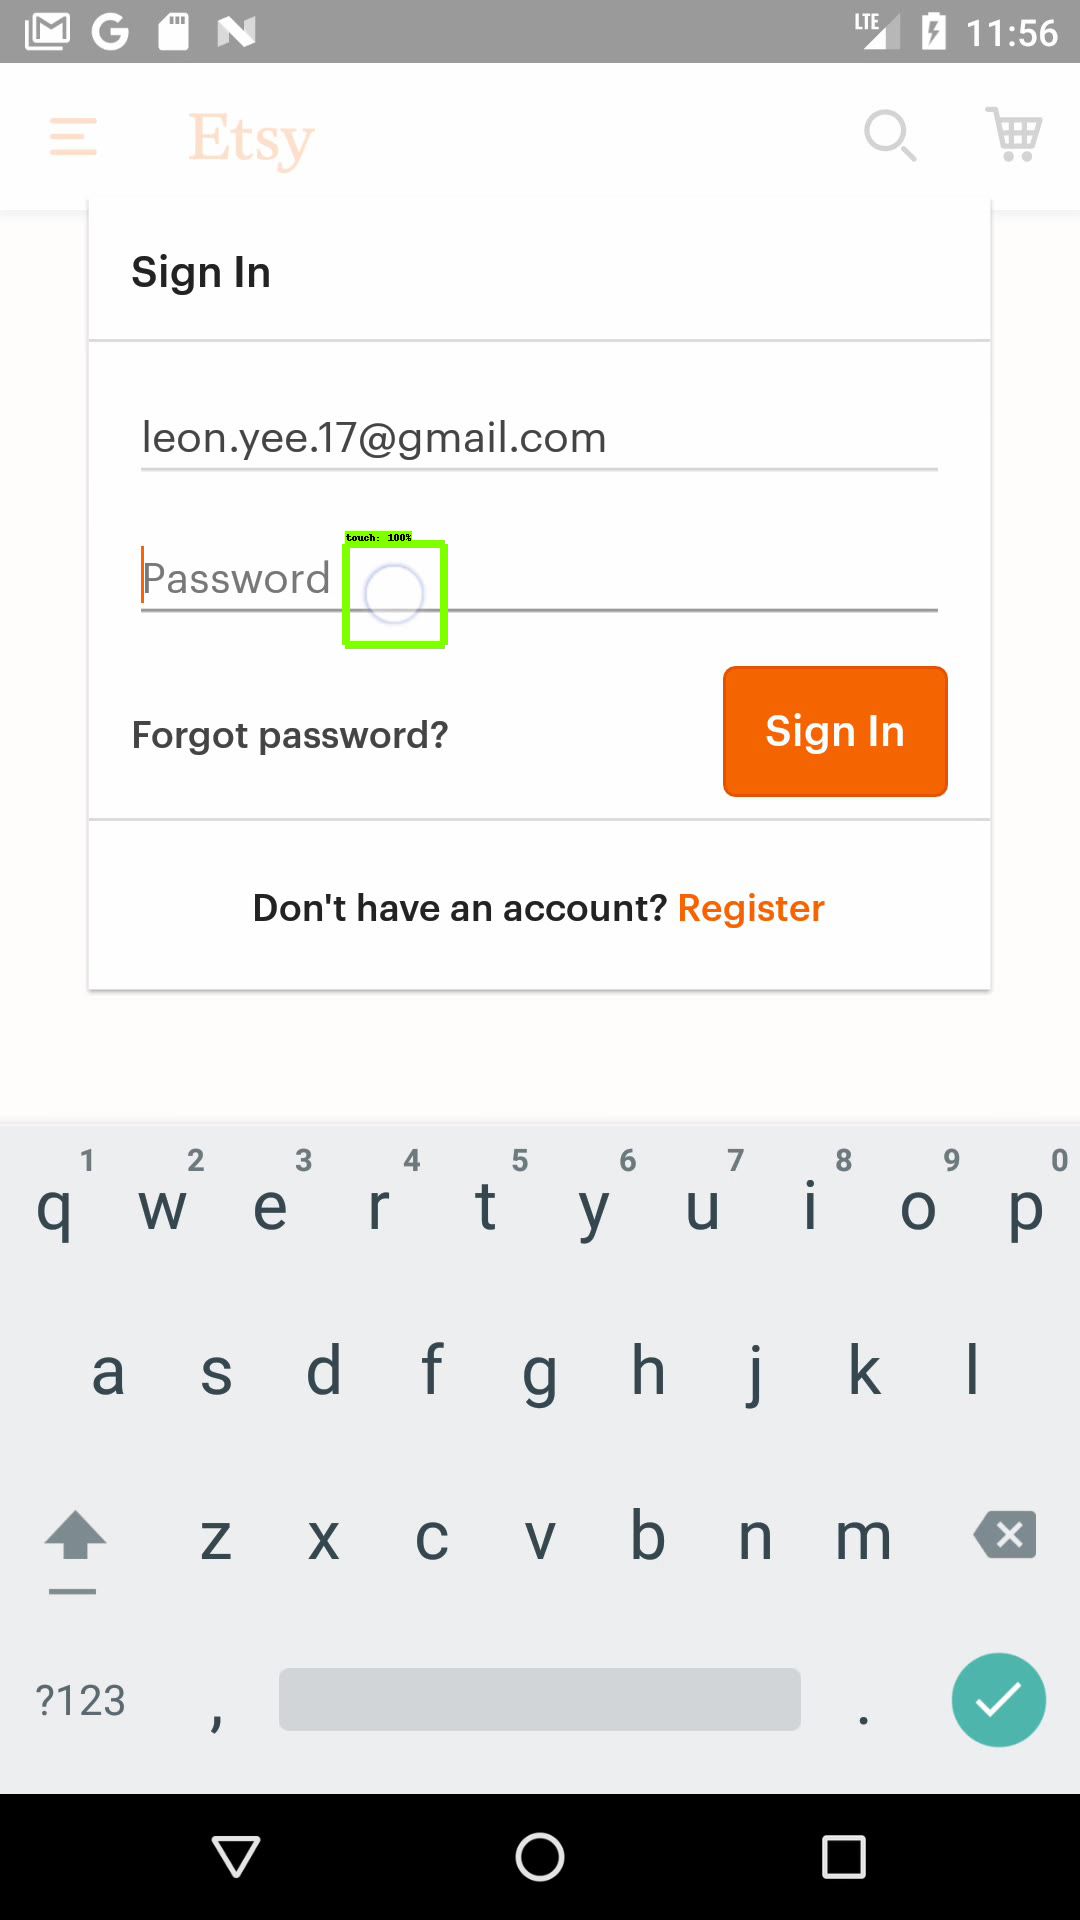 LTE 11:56
Etsy
Sign In
leon.yee.17@gmail.com
touch: 100%
Password
Forgot password?
Sign In
Don't have an account? Register
1 2 3 4 5 6 7 8 9 0
q w e r t y u i o p
a s d f g h j k l
z x c v b n m
?123 , .